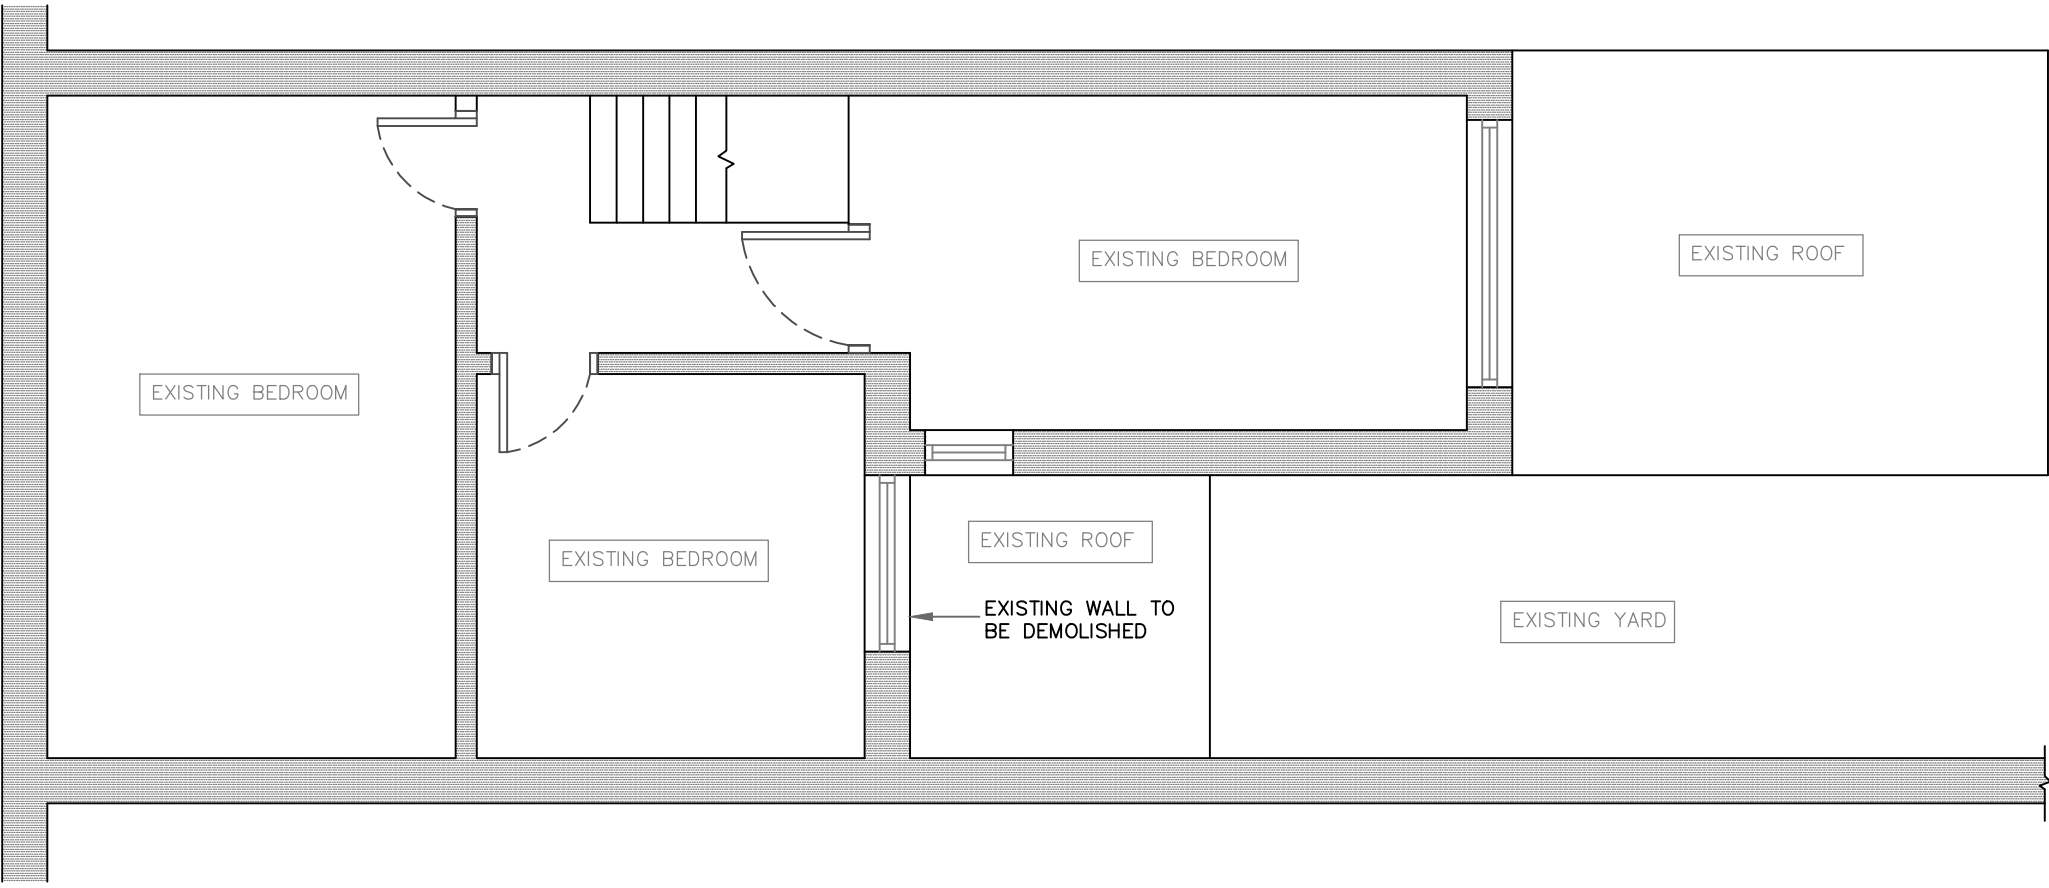 EXISTING BEDROOM
EXISTING ROOF
EXISTING BEDROOM
EXISTING ROOF
EXISTING BEDROOM
EXISTING WALL TO
BE DEMOLISHED
EXISTING YARD